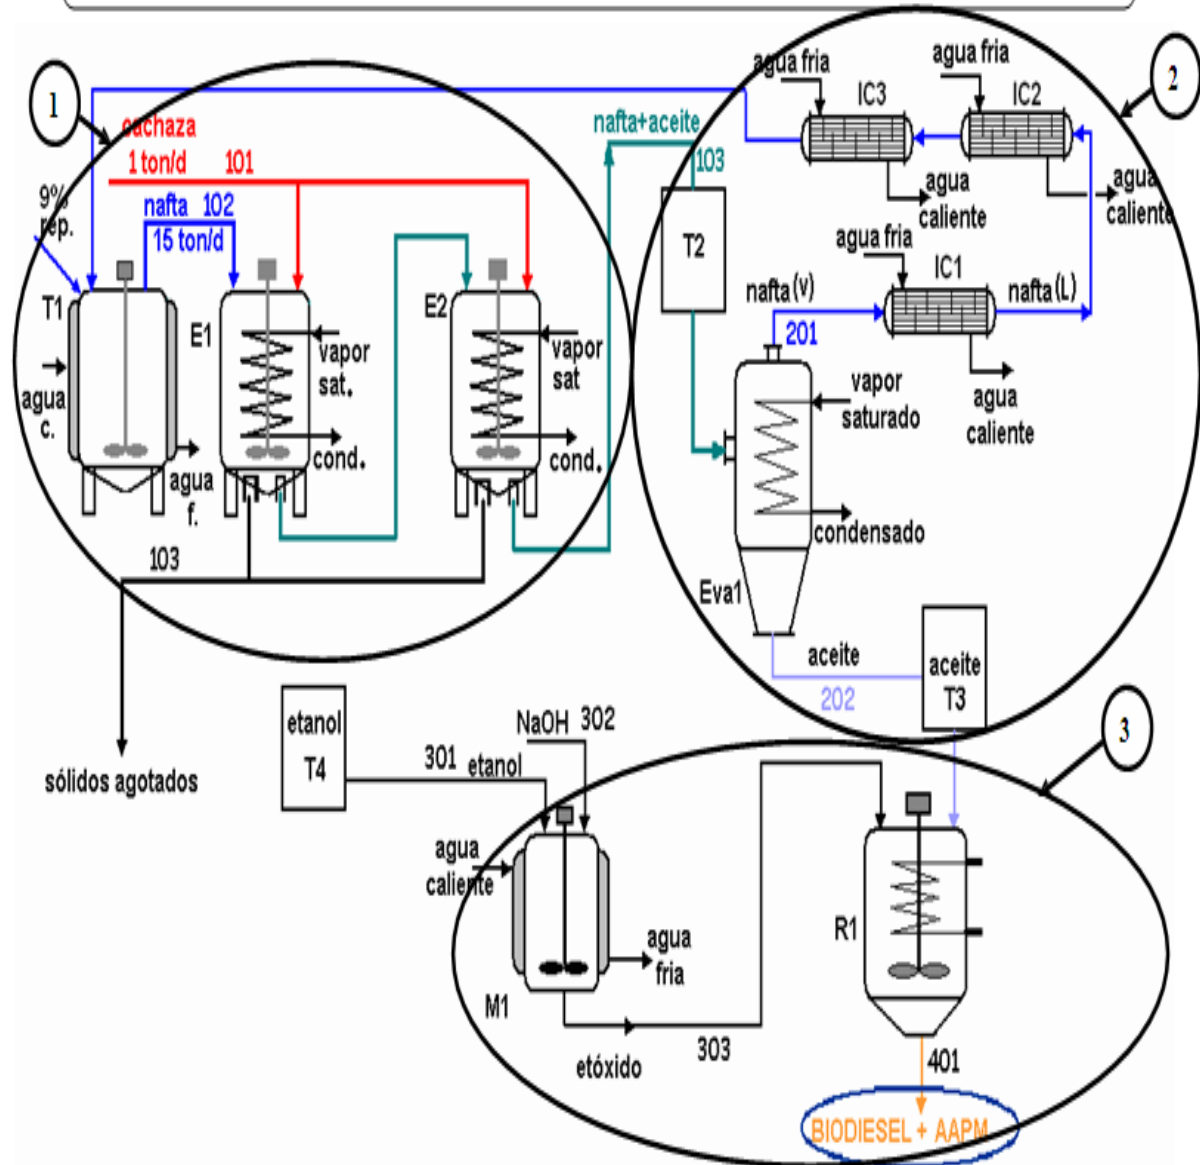 1
2
agua fria
agua fria
IC3
IC2
cachaza
1 ton/d
101
nafta+aceite
103
9%
rep.
nafta
102
15 ton/d
agua
caliente
agua
caliente
T2
agua fria
IC1
nafta(v)
nafta(L)
201
T1
E1
E2
vapor
sat.
vapor
sat
vapor
saturado
agua
c.
agua
caliente
cond.
cond.
agua
f.
condensado
103
Eva1
aceite
202
aceite
T3
sólidos agotados
etanol
T4
301
etanol
NaOH
302
3
agua
caliente
R1
agua
fria
M1
etóxido
303
401
BIODIESEL + AAPM